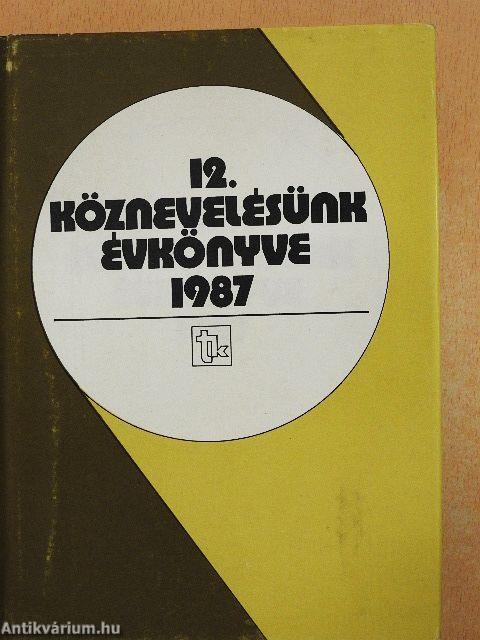 12.
KÖZNEVELÉSÜNK
ÉVKÖNYVE
1987
tk
Antikvárium.hu